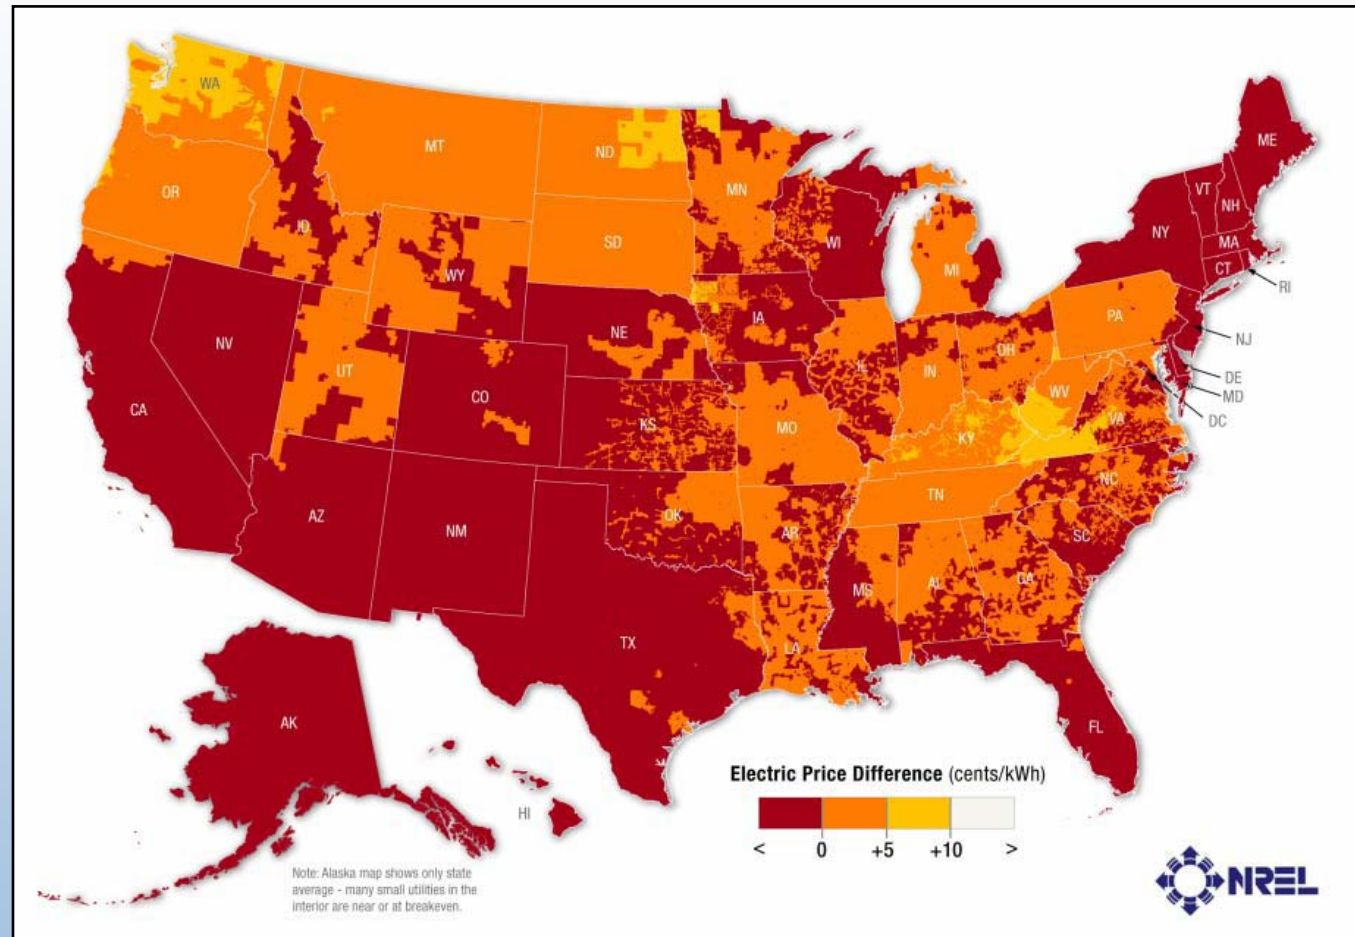 WA
MT
ND
MN
OR
ID
WY
SD
WI
MI
NY
VT
NH
ME
MA
CT
RI
NV
UT
CO
NE
IA
IL
IN
OH
PA
NJ
DE
MD
DC
CA
KS
MO
KY
WV
VA
AZ
NM
OK
AR
TN
NC
SC
MS
AL
GA
TX
LA
FL
AK
HI
Electric Price Difference (cents/kWh)
< 0 +5 +10 >
Note: Alaska map shows only state
average - many small utilities in the
interior are near or at breakeven.
NREL